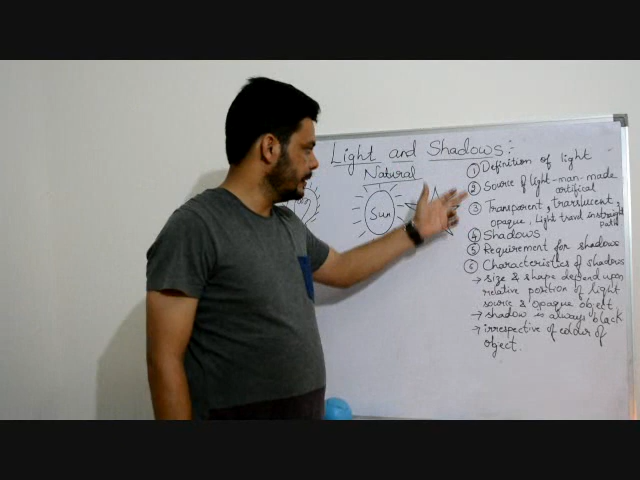 Light and Shadows:-
Natural
Sun
① Definition of light
② Source of light-man-made
artificial
③ Transparent, translucent &
opaque, light travel in straight
path
④ Shadows
⑤ Requirement for shadows
⑥ Characteristics of shadows
→ size & shape depend upon
relative position of light
source & opaque object
→ shadow is always black
→ irrespective of colour of
object.